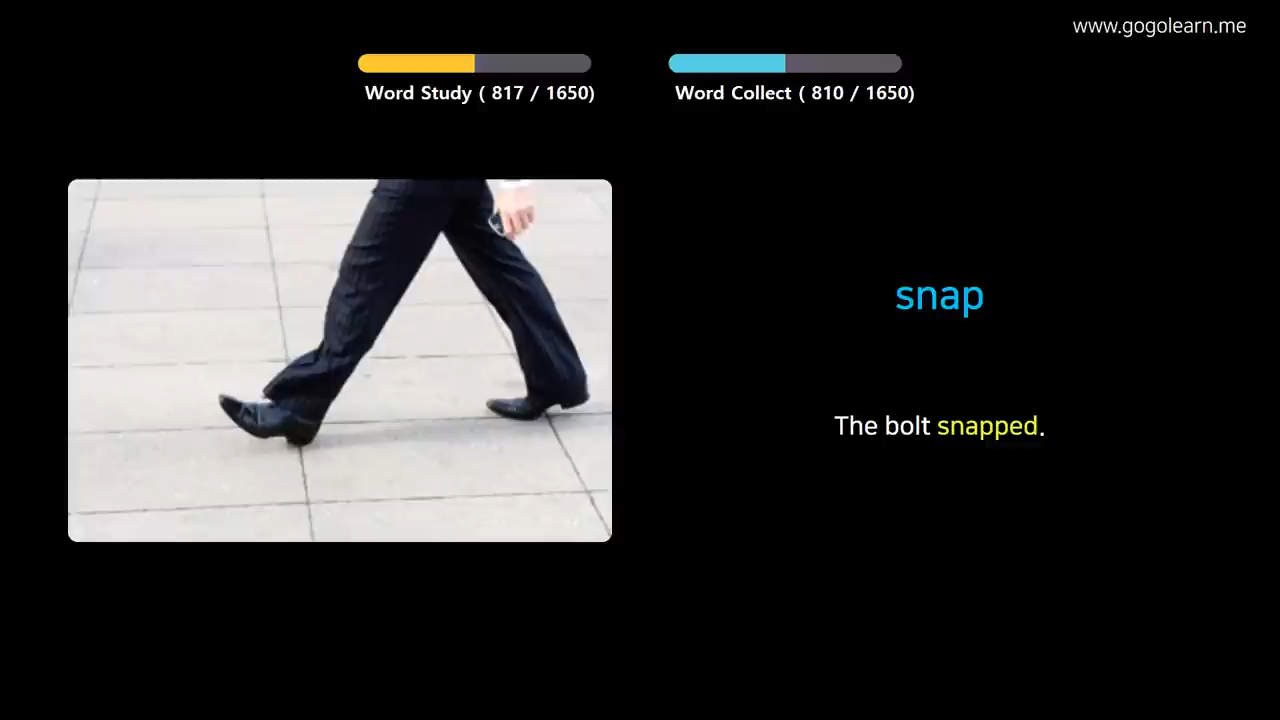 www.gogolearn.me
Word Study ( 817 / 1650)
Word Collect ( 810 / 1650)
snap
The bolt snapped.